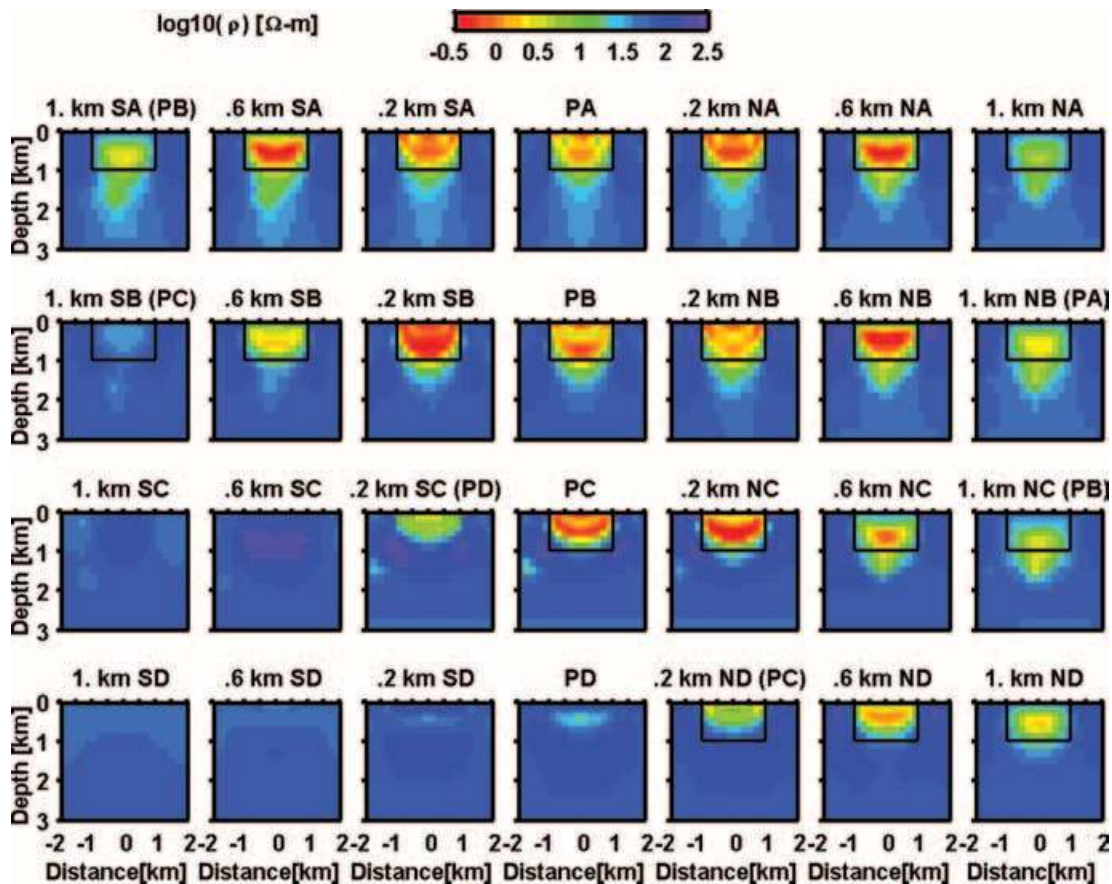 log10( ρ) [Ω-m]
-0.5 0 0.5 1 1.5 2 2.5
1. km SA (PB) .6 km SA .2 km SA PA .2 km NA .6 km NA 1. km NA
Depth [km] 0 1 2 3
1. km SB (PC) .6 km SB .2 km SB PB .2 km NB .6 km NB 1. km NB (PA)
Depth [km] 0 1 2 3
1. km SC .6 km SC .2 km SC (PD) PC .2 km NC .6 km NC 1. km NC (PB)
Depth [km] 0 1 2 3
1. km SD .6 km SD .2 km SD PD .2 km ND (PC) .6 km ND 1. km ND
Depth [km] 0 1 2 3
-2 -1 0 1 2-2 -1 0 1 2-2 -1 0 1 2-2 -1 0 1 2-2 -1 0 1 2-2 -1 0 1 2-2 -1 0 1 2
Distance[km] Distance[km] Distance[km] Distance[km] Distance[km] Distance[km] Distanc[km]